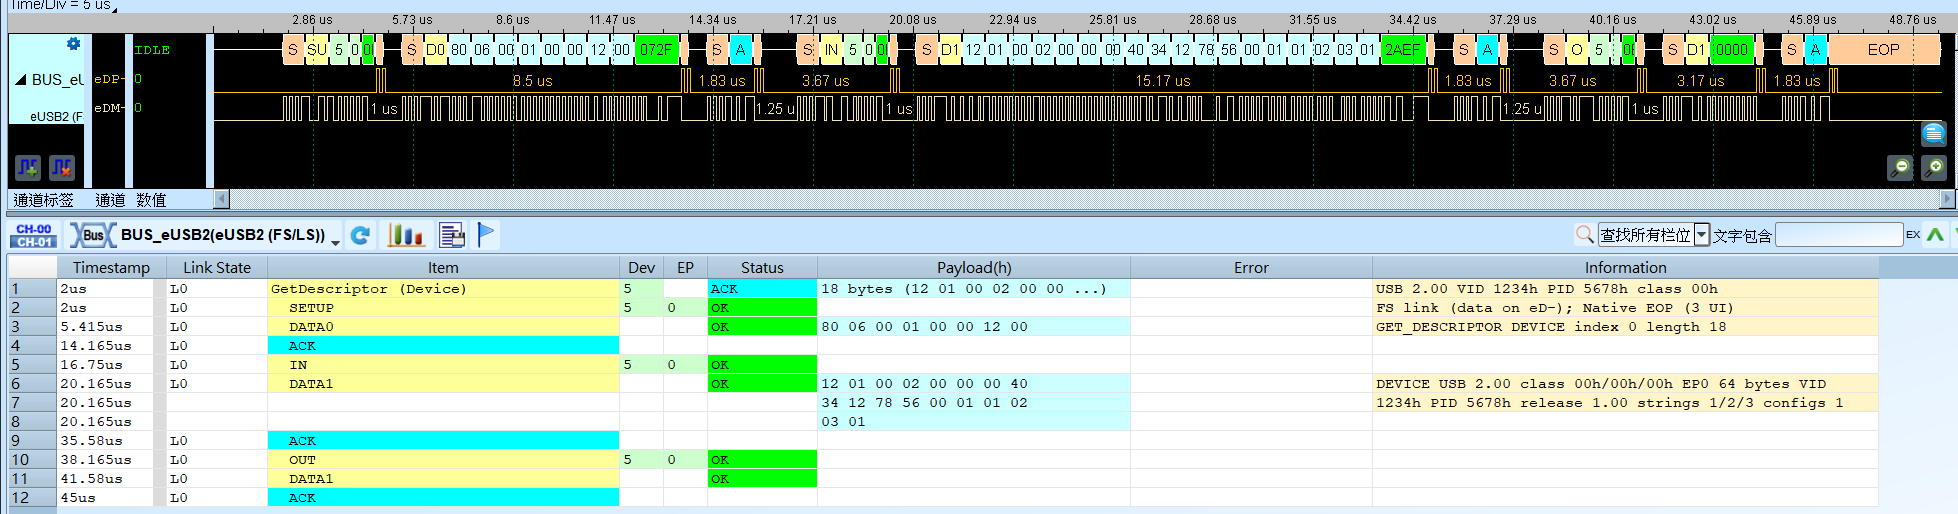 Time/Div = 5 us
2.86 us 5.73 us 8.6 us 11.47 us 14.34 us 17.21 us 20.08 us 22.94 us 25.81 us 28.68 us 31.55 us 34.42 us 37.29 us 40.16 us 43.02 us 45.89 us 48.76 us
IDLE S SU 5 0 S D0 80 06 00 01 00 00 12 00 072F S A S IN 5 0 S D1 12 01 00 02 00 00 00 40 34 12 78 56 00 01 01 02 03 01 2AEF S A S O 5 S D1 0000 S A EOP
BUS_eU eDP 0 8.5 us 1.83 us 3.67 us 15.17 us 1.83 us 3.67 us 3.17 us 1.83 us
eDM 0 1 us 1.25 u 1 us 1.25 u 1 us
eUSB2 (F
通道标签 通道 数值
CH-00
CH-01
Bus BUS_eUSB2(eUSB2 (FS/LS)) 查找所有栏位 文字包含 EX
Timestamp Link State Item Dev EP Status Payload(h) Error Information
1 2us L0 GetDescriptor (Device) 5 ACK 18 bytes (12 01 00 02 00 00 ...) USB 2.00 VID 1234h PID 5678h class 00h
2 2us L0 SETUP 5 0 OK FS link (data on eD-); Native EOP (3 UI)
3 5.415us L0 DATA0 OK 80 06 00 01 00 00 12 00 GET_DESCRIPTOR DEVICE index 0 length 18
4 14.165us L0 ACK
5 16.75us L0 IN 5 0 OK
6 20.165us L0 DATA1 OK 12 01 00 02 00 00 00 40 DEVICE USB 2.00 class 00h/00h/00h EP0 64 bytes VID
7 20.165us 34 12 78 56 00 01 01 02 1234h PID 5678h release 1.00 strings 1/2/3 configs 1
8 20.165us 03 01
9 35.58us L0 ACK
10 38.165us L0 OUT 5 0 OK
11 41.58us L0 DATA1 OK
12 45us L0 ACK